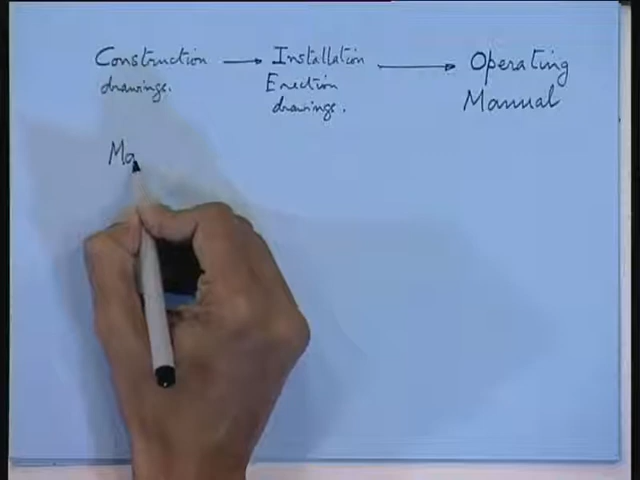 Construction → Installation → Operating
drawings. Erection Manual
drawings.
Ma